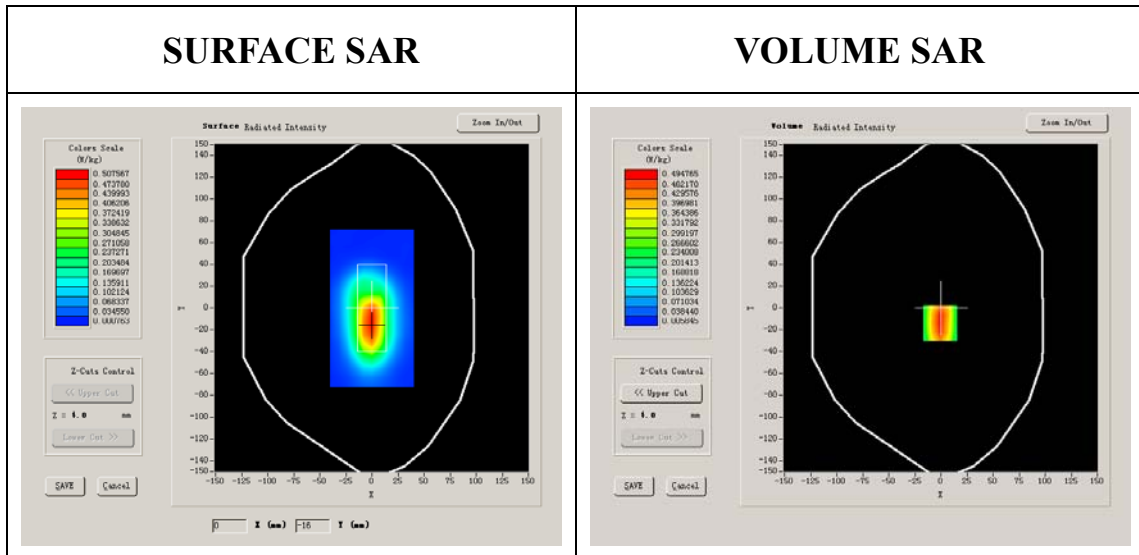 SURFACE SAR
VOLUME SAR
Surface Radiated Intensity
Zoom In/Out
Colors Scale
(W/kg)
0.507567
0.473780
0.439993
0.406206
0.372419
0.338632
0.304845
0.271058
0.237271
0.203484
0.169697
0.135911
0.102124
0.068337
0.034550
0.000763
150
140
120
100
80
60
40
20
0
-20
-40
-60
-80
-100
-120
-140
-150
Y
-150 -125 -100 -75 -50 -25 0 25 50 75 100 125 150
X
Z-Cuts Control
<< Upper Cut
Z = 4.0 mm
Lower Cut >>
SAVE Cancel
0 X (mm) -16 Y (mm)
Volume Radiated Intensity
Zoom In/Out
Colors Scale
(W/kg)
0.494765
0.462170
0.429576
0.396981
0.364386
0.331792
0.299197
0.266602
0.234008
0.201413
0.168818
0.136224
0.103629
0.071034
0.038440
0.005845
150
140
120
100
80
60
40
20
0
-20
-40
-60
-80
-100
-120
-140
-150
Y
-150 -125 -100 -75 -50 -25 0 25 50 75 100 125 150
X
Z-Cuts Control
<< Upper Cut
Z = 4.0 mm
Lower Cut >>
SAVE Cancel